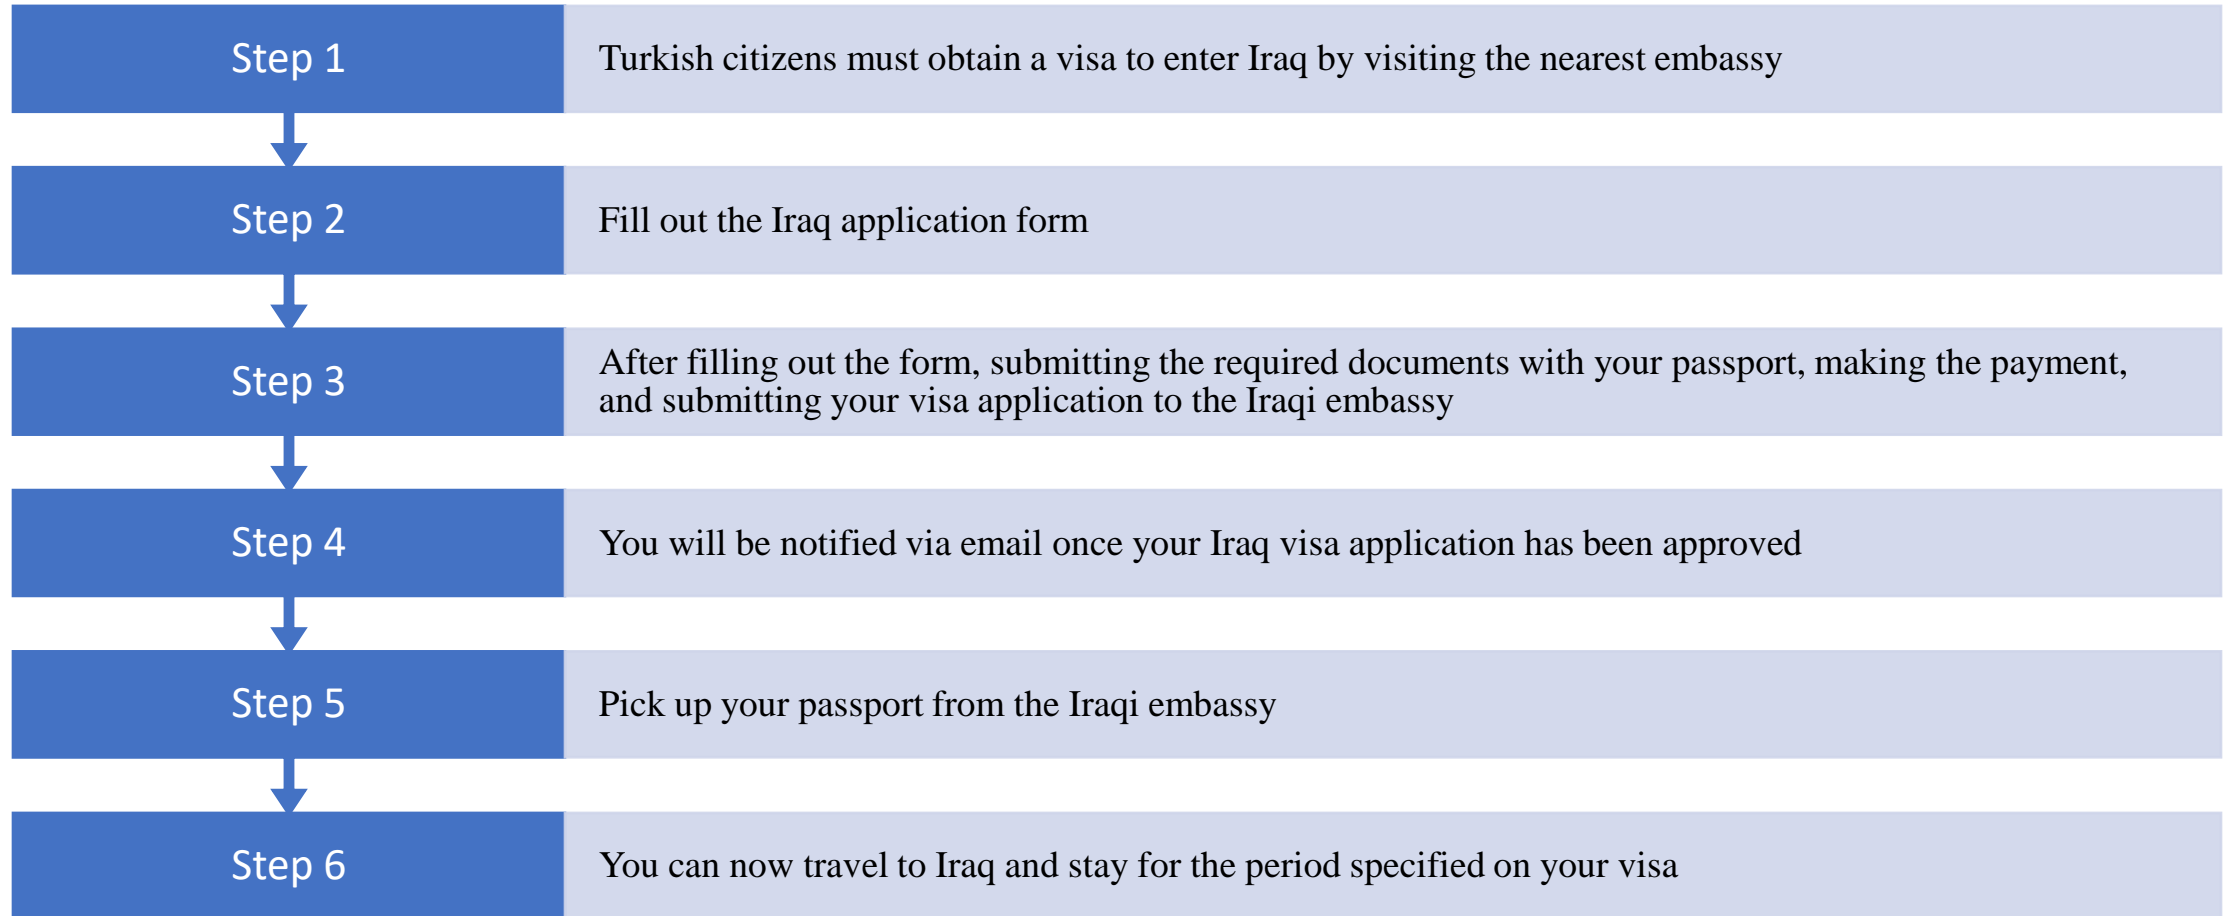 Step 1
Turkish citizens must obtain a visa to enter Iraq by visiting the nearest embassy
Step 2
Fill out the Iraq application form
Step 3
After filling out the form, submitting the required documents with your passport, making the payment,
and submitting your visa application to the Iraqi embassy
Step 4
You will be notified via email once your Iraq visa application has been approved
Step 5
Pick up your passport from the Iraqi embassy
Step 6
You can now travel to Iraq and stay for the period specified on your visa